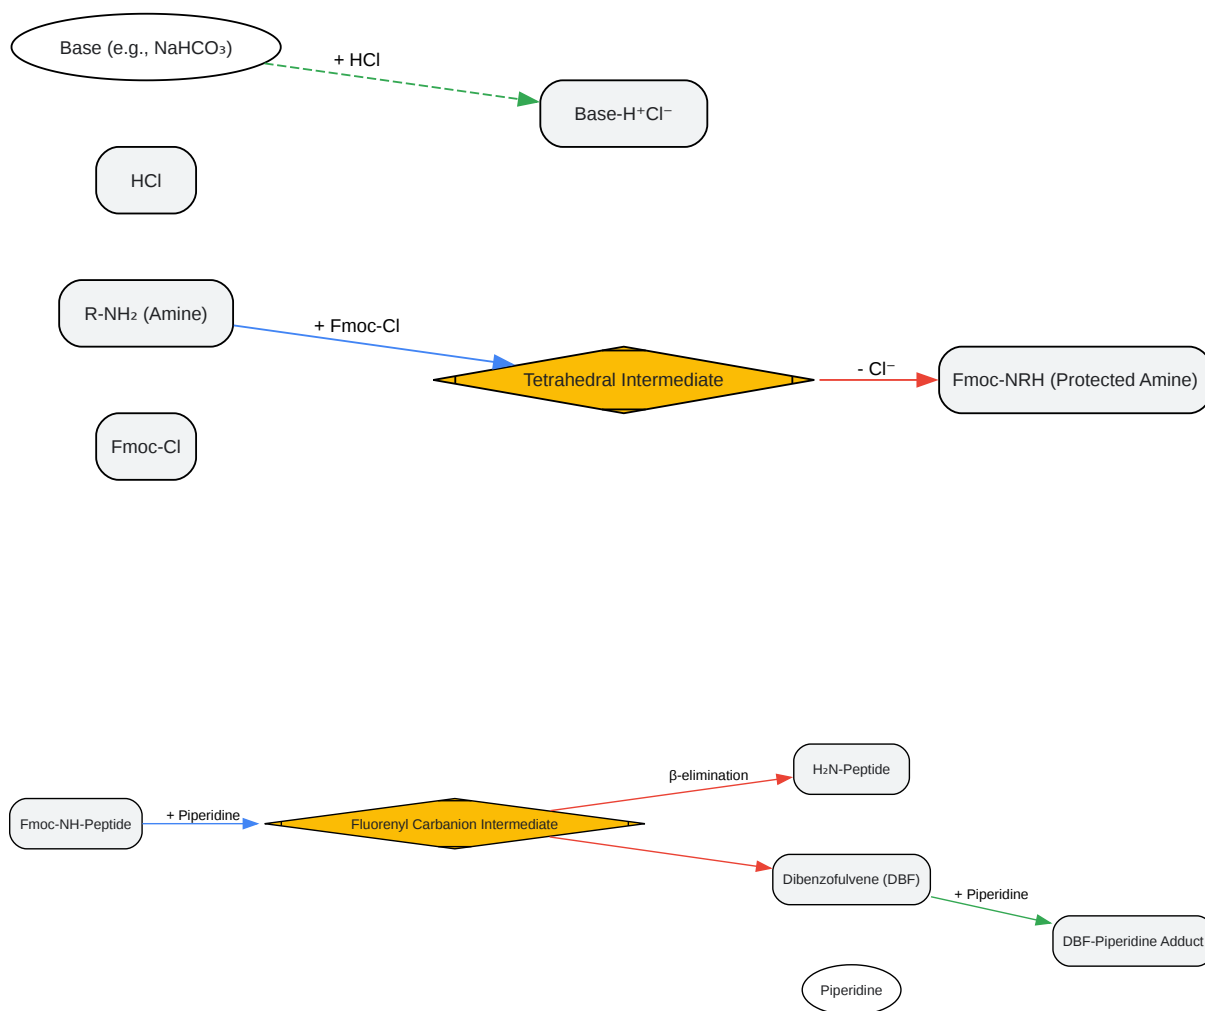 Base (e.g., NaHCO₃)
+ HCl
Base-H⁺Cl⁻
HCl
R-NH₂ (Amine)
+ Fmoc-Cl
Tetrahedral Intermediate
- Cl⁻
Fmoc-NRH (Protected Amine)
Fmoc-Cl
H₂N-Peptide
β-elimination
Fmoc-NH-Peptide
+ Piperidine
Fluorenyl Carbanion Intermediate
Dibenzofulvene (DBF)
+ Piperidine
DBF-Piperidine Adduct
Piperidine